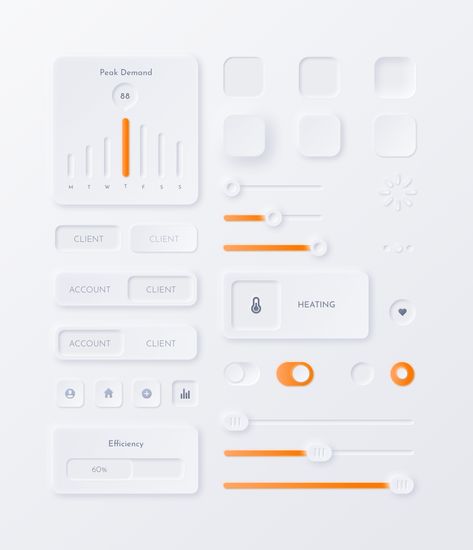 Peak Demand
88
M T W T F S S
CLIENT CLIENT
ACCOUNT CLIENT
HEATING
ACCOUNT CLIENT
Efficiency
60%